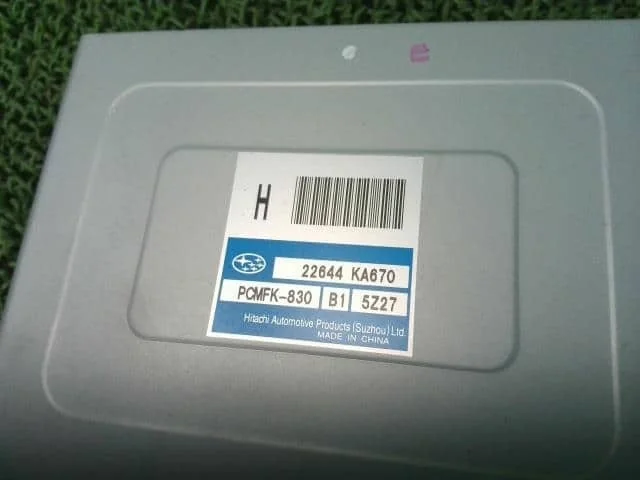 H
22644 KA670
PCMFK-830 B1 5Z27
Hitachi Automotive Products (Suzhou) Ltd.
MADE IN CHINA